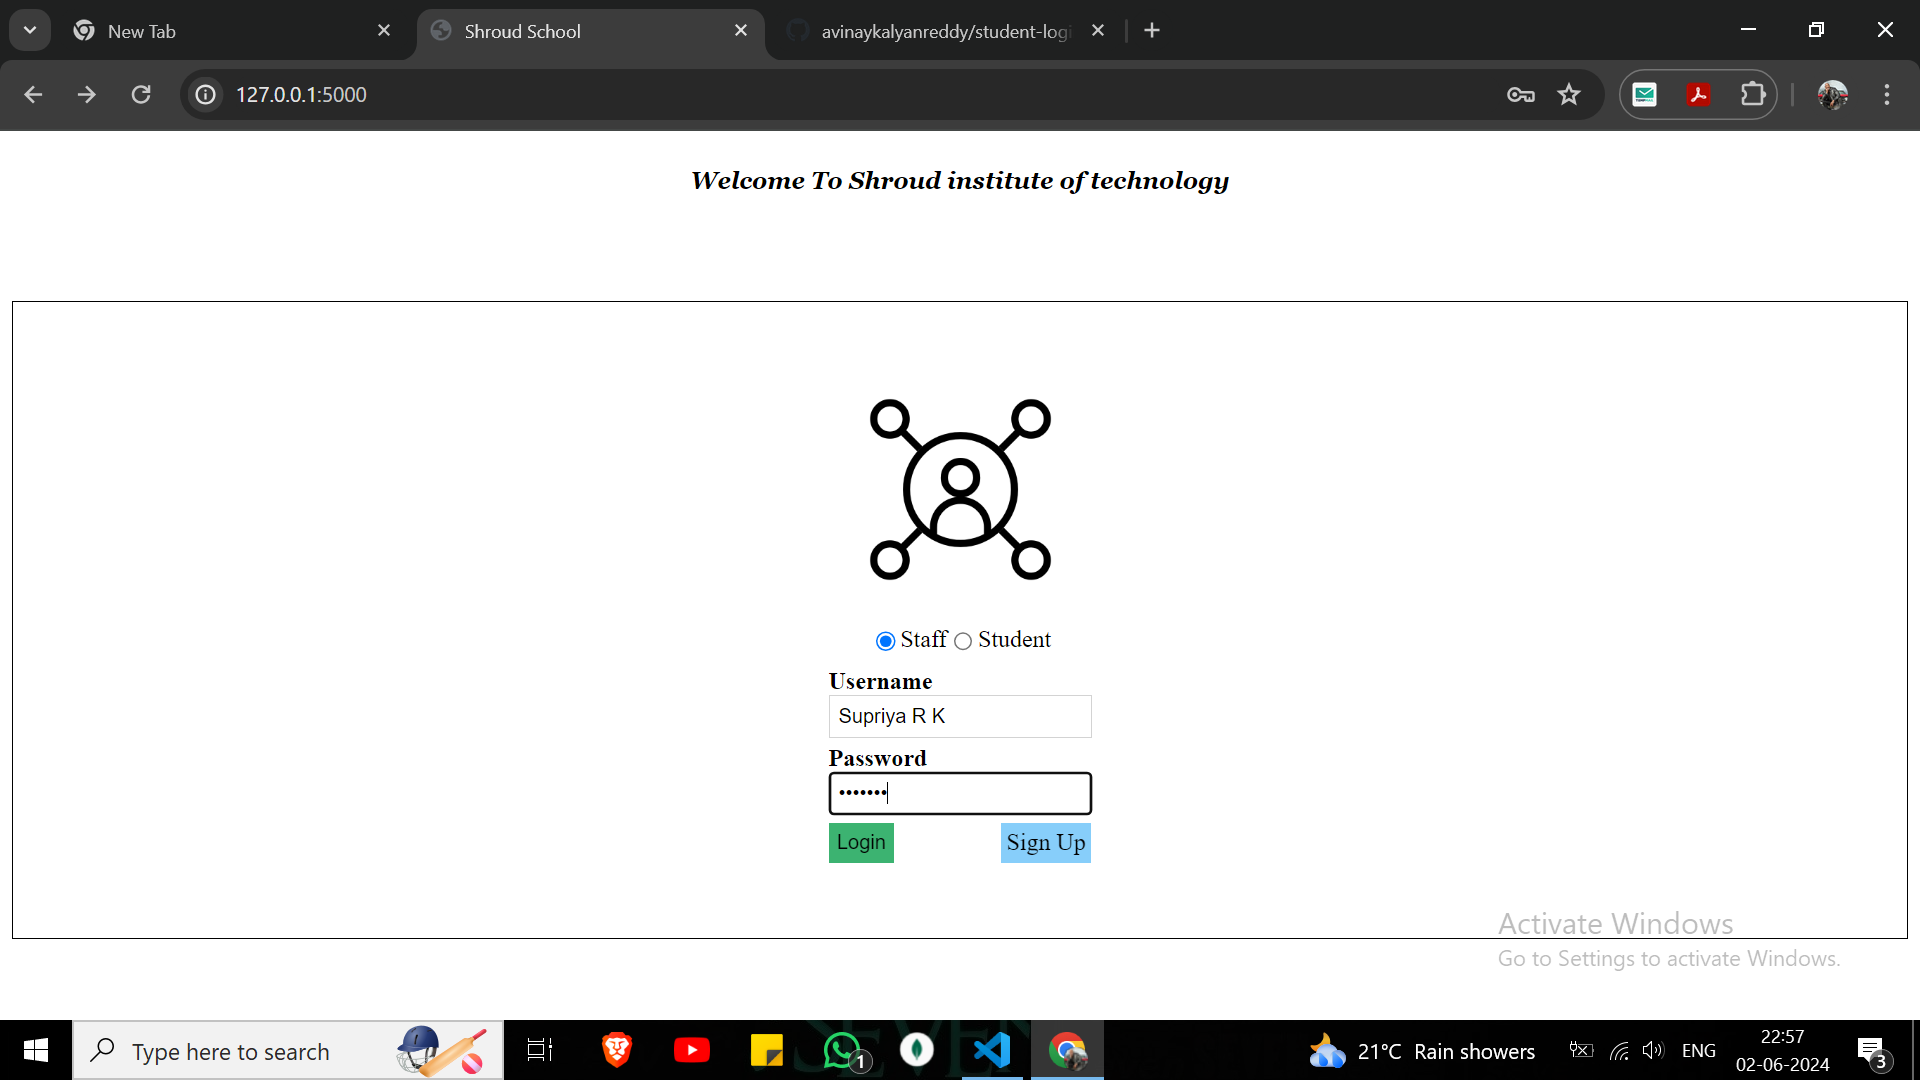 New Tab
Shroud School
avinaykalyanreddy/student-logi
127.0.0.1:5000
Welcome To Shroud institute of technology
Staff Student
Username
Supriya R K
Password
•••••••
Login Sign Up
Activate Windows
Go to Settings to activate Windows.
Type here to search
SEVEN
1
21°C Rain showers
ENG
22:57
02-06-2024
3